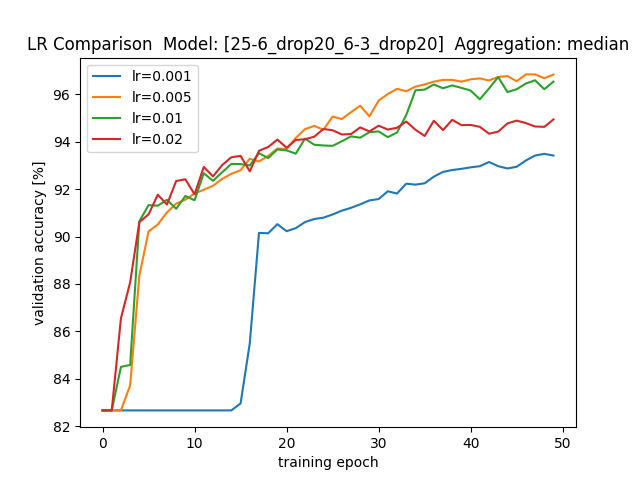 LR Comparison  Model: [25-6_drop20_6-3_drop20]  Aggregation: median
lr=0.001
lr=0.005
lr=0.01
lr=0.02
validation accuracy [%]
96
94
92
90
88
86
84
82
0 10 20 30 40 50
training epoch